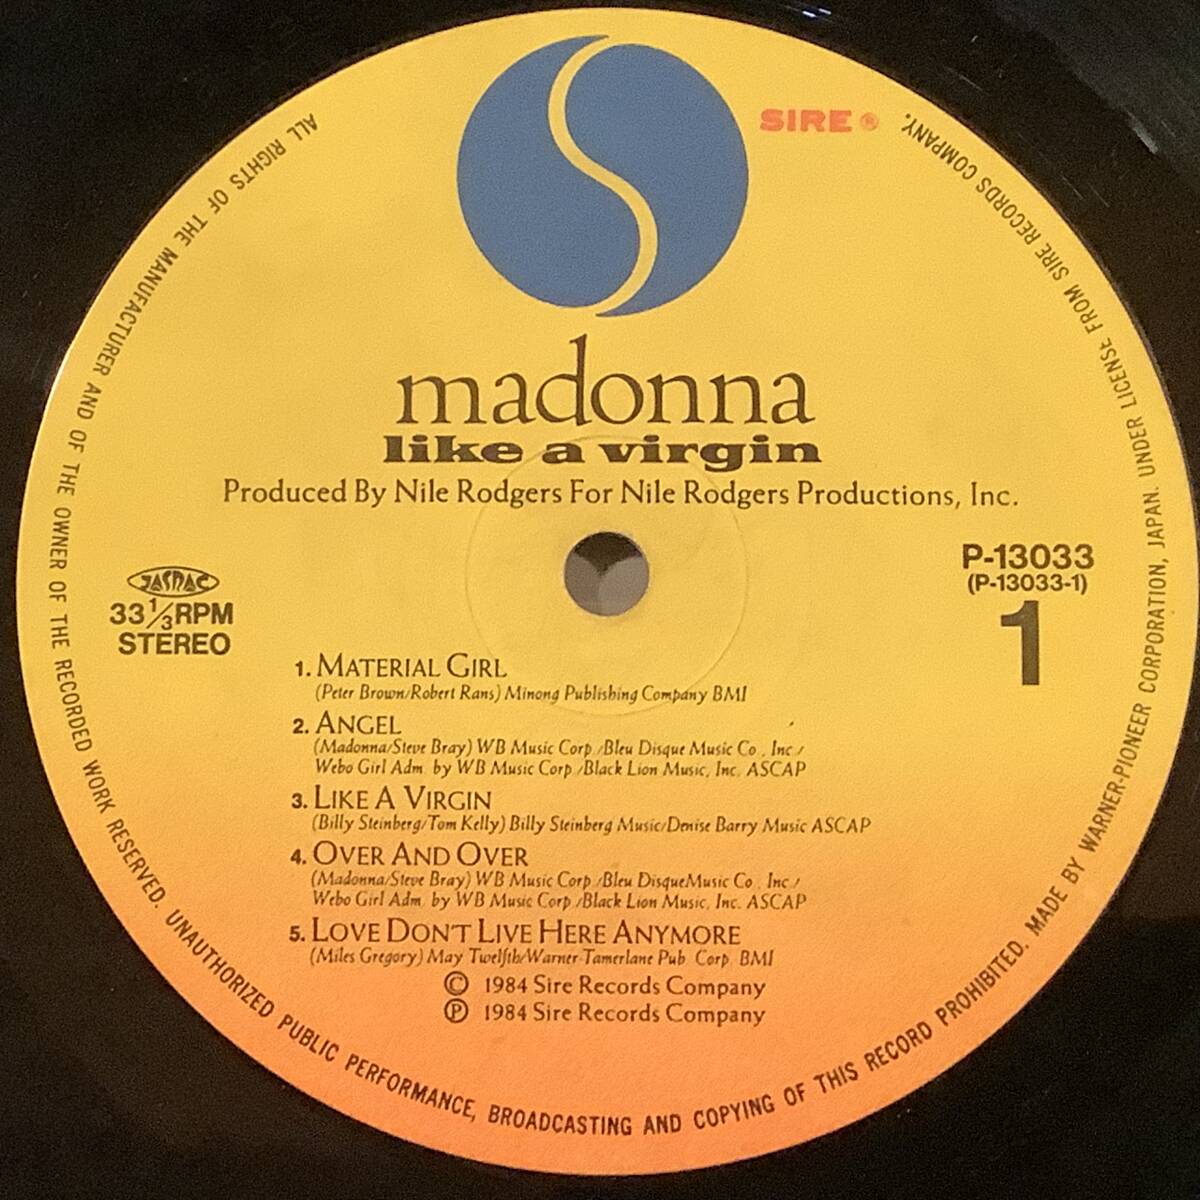 SIRE ®
madonna
like a virgin
Produced By Nile Rodgers For Nile Rodgers Productions, Inc.
JASRAC
33 1/3 RPM
STEREO
P-13033
(P-13033-1)
1
1. MATERIAL GIRL
(Peter Brown/Robert Rans) Minong Publishing Company BMI
2. ANGEL
(Madonna/Steve Bray) WB Music Corp./Bleu Disque Music Co., Inc./
Webo Girl Adm. by WB Music Corp./Black Lion Music, Inc. ASCAP
3. LIKE A VIRGIN
(Billy Steinberg/Tom Kelly) Billy Steinberg Music/Denise Barry Music ASCAP
4. OVER AND OVER
(Madonna/Steve Bray) WB Music Corp./Bleu Disque Music Co., Inc./
Webo Girl Adm. by WB Music Corp./Black Lion Music, Inc. ASCAP
5. LOVE DON'T LIVE HERE ANYMORE
(Miles Gregory) May Twelfth/Warner-Tamerlane Pub. Corp. BMI
© 1984 Sire Records Company
℗ 1984 Sire Records Company
ALL RIGHTS OF THE MANUFACTURER AND OF THE OWNER OF THE RECORDED WORK RESERVED. UNAUTHORIZED PUBLIC PERFORMANCE, BROADCASTING AND COPYING OF THIS RECORD PROHIBITED. MADE BY WARNER-PIONEER CORPORATION, JAPAN. UNDER LICENSE FROM SIRE RECORDS COMPANY.